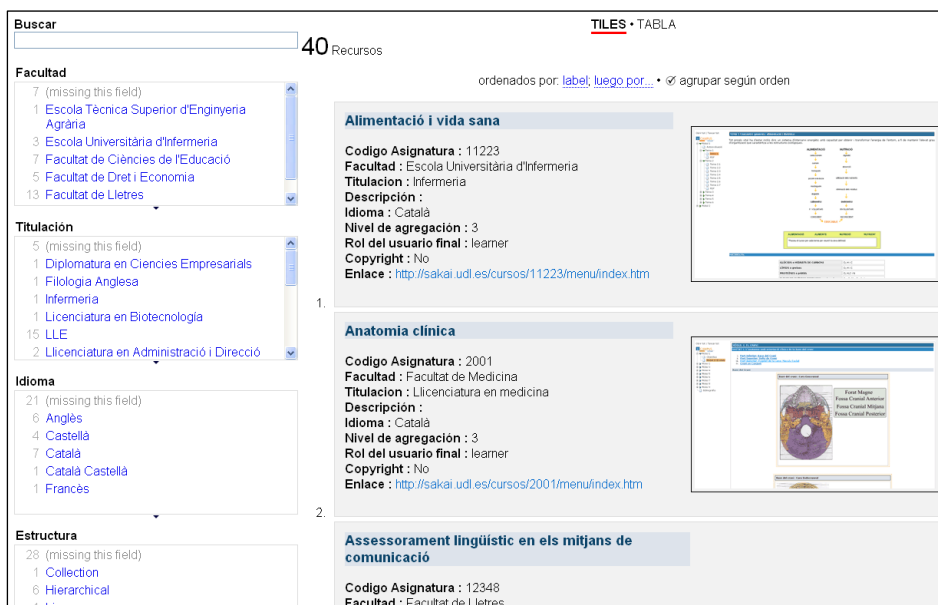 Buscar
Facultad
7 (missing this field)
1 Escola Tècnica Superior d'Enginyeria
Agrària
3 Escola Universitària d'Infermeria
7 Facultat de Ciències de l'Educació
5 Facultat de Dret i Economia
13 Facultat de Lletres
Titulación
5 (missing this field)
1 Diplomatura en Ciencies Empresarials
1 Filologia Anglesa
1 Infermeria
1 Licenciatura en Biotecnología
15 LLE
2 Llicenciatura en Administració i Direcció
Idioma
21 (missing this field)
6 Anglès
4 Castellà
7 Català
1 Català Castellà
1 Francès
Estructura
28 (missing this field)
1 Collection
6 Hierarchical
TILES • TABLA
40 Recursos
ordenados por: label; luego por... • agrupar según orden
Alimentació i vida sana
Codigo Asignatura : 11223
Facultad : Escola Universitària d'Infermeria
Titulacion : Infermeria
Descripción :
Idioma : Català
Nivel de agregación : 3
Rol del usuario final : learner
Copyright : No
Enlace : http://sakai.udl.es/cursos/11223/menu/index.htm
1.
Anatomia clínica
Codigo Asignatura : 2001
Facultad : Facultat de Medicina
Titulacion : Llicenciatura en medicina
Descripción :
Idioma : Català
Nivel de agregación : 3
Rol del usuario final : learner
Copyright : No
Enlace : http://sakai.udl.es/cursos/2001/menu/index.htm
Forat Magne
Fossa Cranial Anterior
Fossa Cranial Mitjana
Fossa Cranial Posterior
2.
Assessorament lingüístic en els mitjans de
comunicació
Codigo Asignatura : 12348
Facultad : Facultat de Lletres